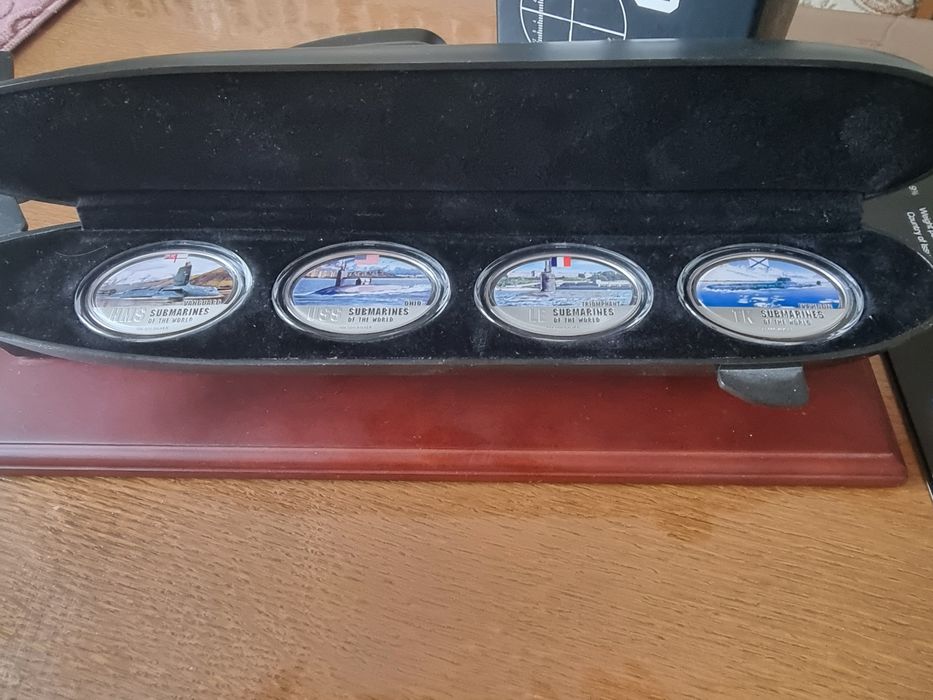 VANGUARD
HMS SUBMARINES
OF THE WORLD
OHIO
USS SUBMARINES
OF THE WORLD
TRIOMPHANT
LE SUBMARINES
OF THE WORLD
TK SUBMARINES
OF THE WORLD